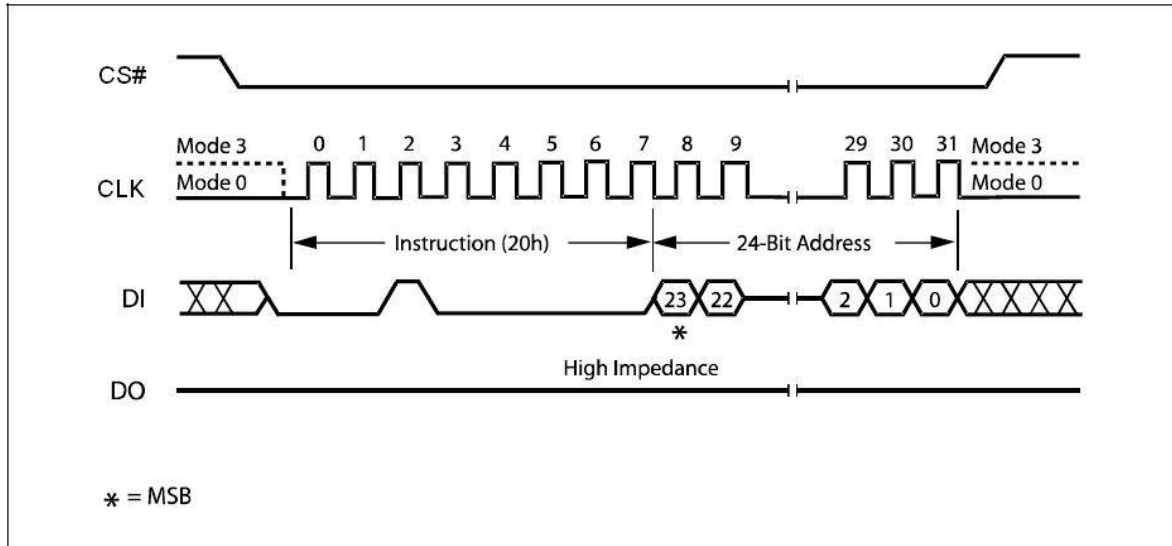 CS#
Mode 3 0 1 2 3 4 5 6 7 8 9 29 30 31 Mode 3
CLK Mode 0 Mode 0
Instruction (20h) 24-Bit Address
DI 23 22 2 1 0
*
High Impedance
DO
* = MSB